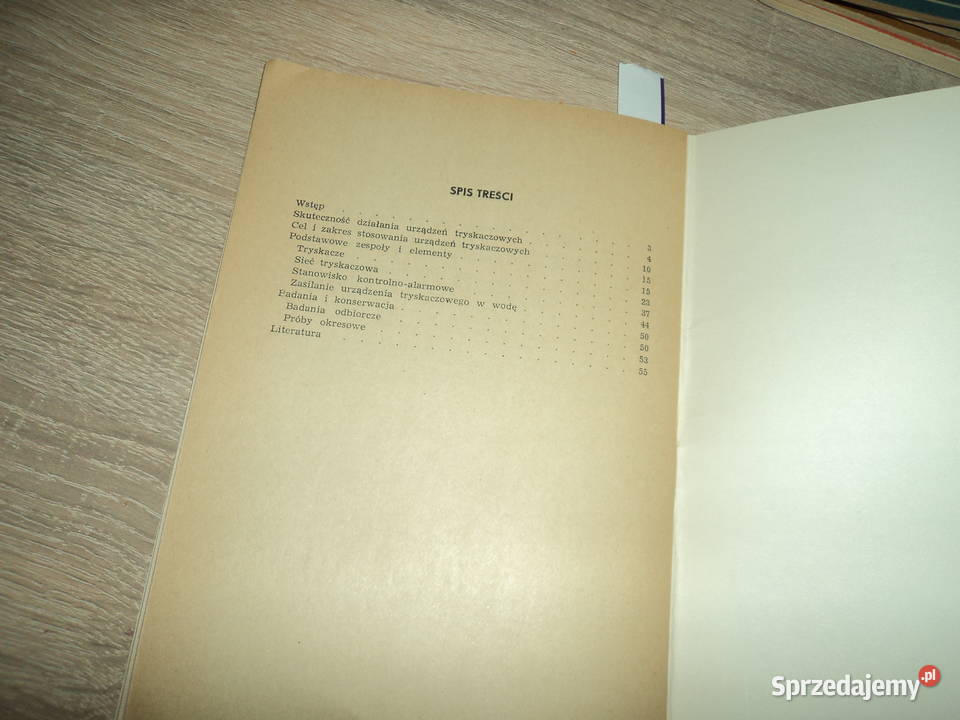 SPIS TREŚCI
Wstęp . . . . . . . . . . . . 3
Skuteczność działania urządzeń tryskaczowych . . . . . . 4
Cel i zakres stosowania urządzeń tryskaczowych . . . . . . 10
Podstawowe zespoły i elementy . . . . . . . . . 15
Tryskacze . . . . . . . . . . . . 15
Sieć tryskaczowa . . . . . . . . . . . 23
Stanowisko kontrolno-alarmowe . . . . . . . . 37
Zasilanie urządzenia tryskaczowego w wodę . . . . . . 44
Badania i konserwacja . . . . . . . . . . 50
Badania odbiorcze . . . . . . . . . . 50
Próby okresowe . . . . . . . . . . . 53
Literatura . . . . . . . . . . . . 55
Sprzedajemy.pl